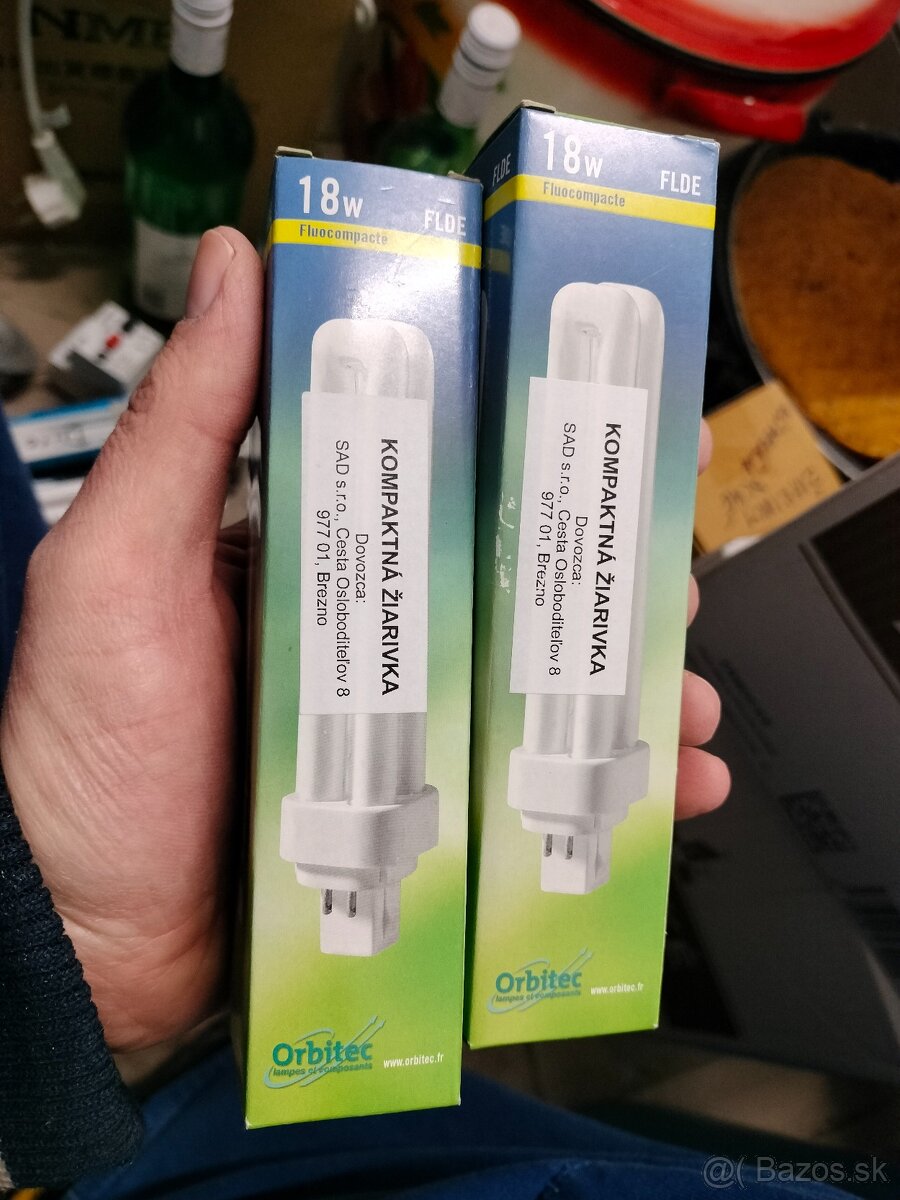 18w
FLDE
Fluocompacte
KOMPAKTNÁ ŽIARIVKA
Dovozca:
SAD s.r.o., Cesta Osloboditeľov 8
977 01, Brezno
Orbitec
lampes et composants
www.orbitec.fr
FLDE
18w
FLDE
Fluocompacte
KOMPAKTNÁ ŽIARIVKA
Dovozca:
SAD s.r.o., Cesta Osloboditeľov 8
977 01, Brezno
Orbitec
lampes et composants
www.orbitec.fr
@( Bazos.sk